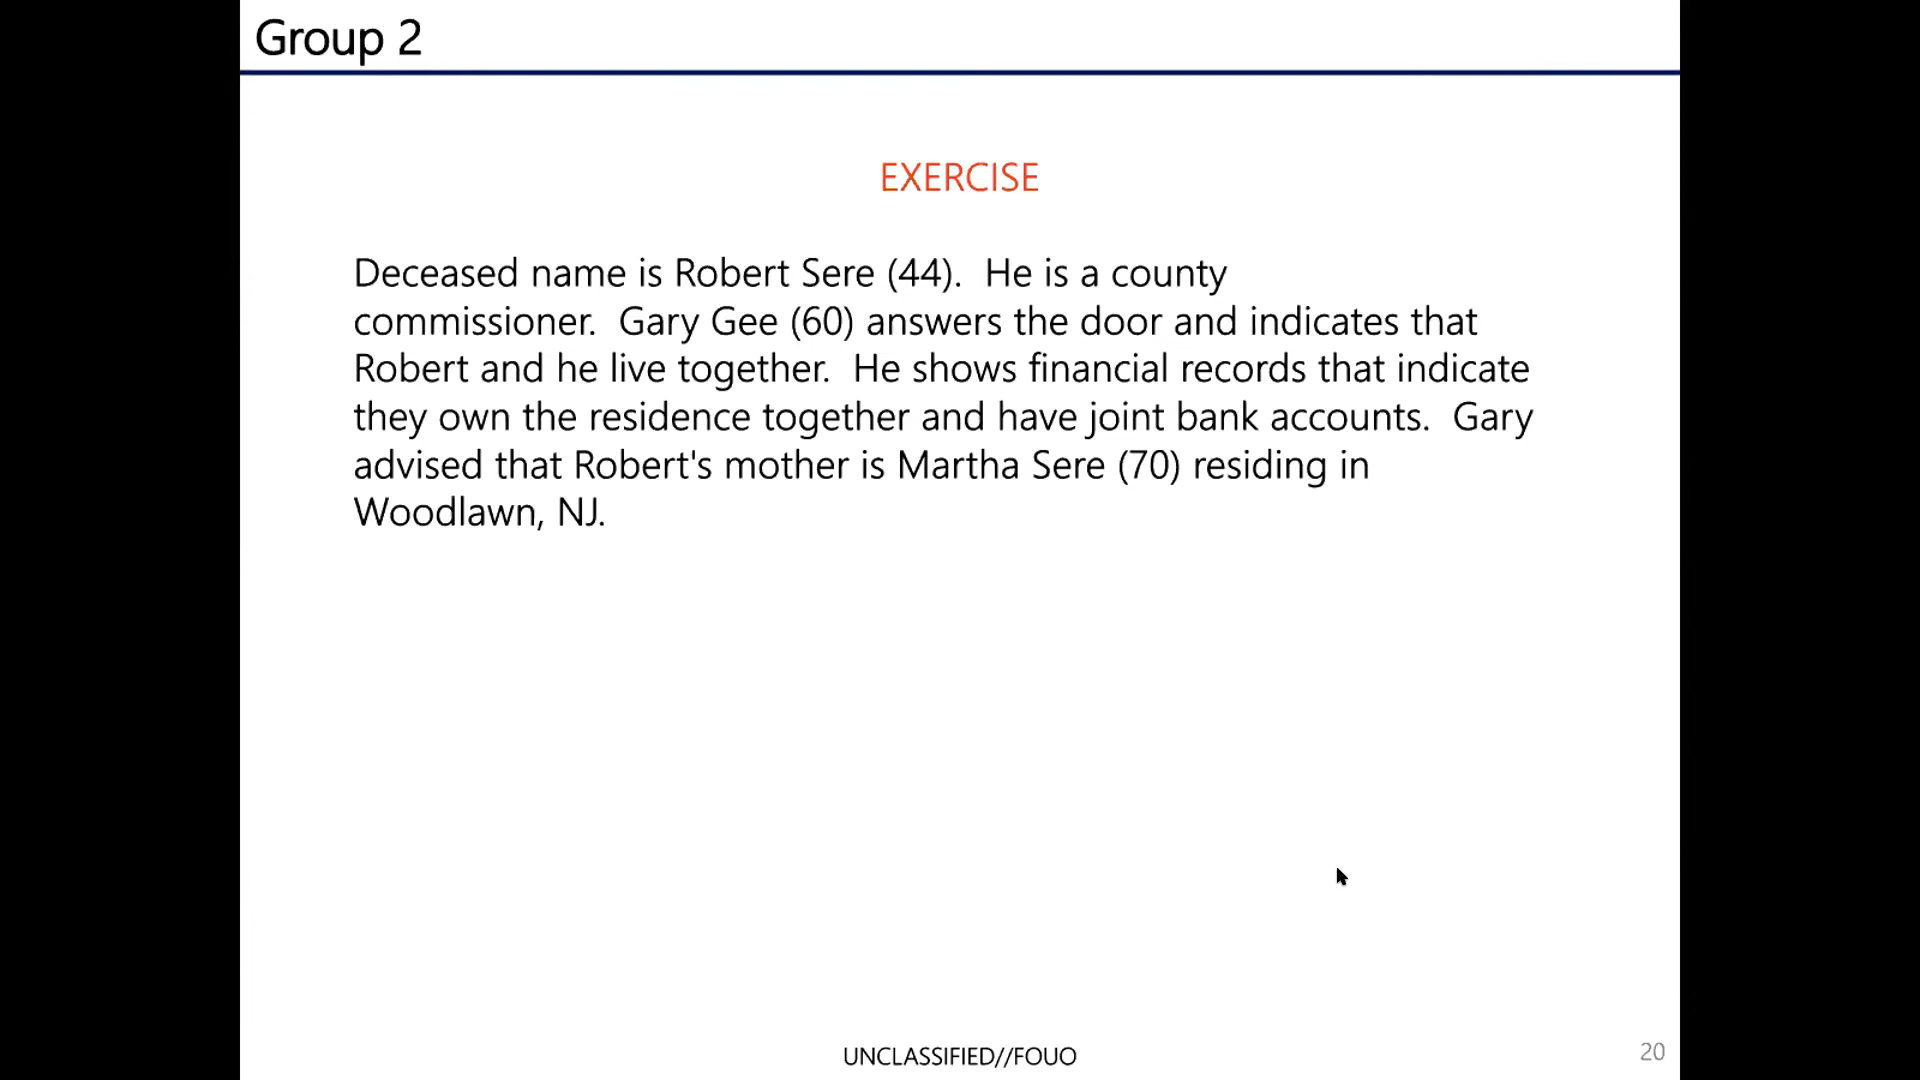 Group 2
EXERCISE
Deceased name is Robert Sere (44).  He is a county
commissioner.  Gary Gee (60) answers the door and indicates that
Robert and he live together.  He shows financial records that indicate
they own the residence together and have joint bank accounts.  Gary
advised that Robert's mother is Martha Sere (70) residing in
Woodlawn, NJ.
UNCLASSIFIED//FOUO
20